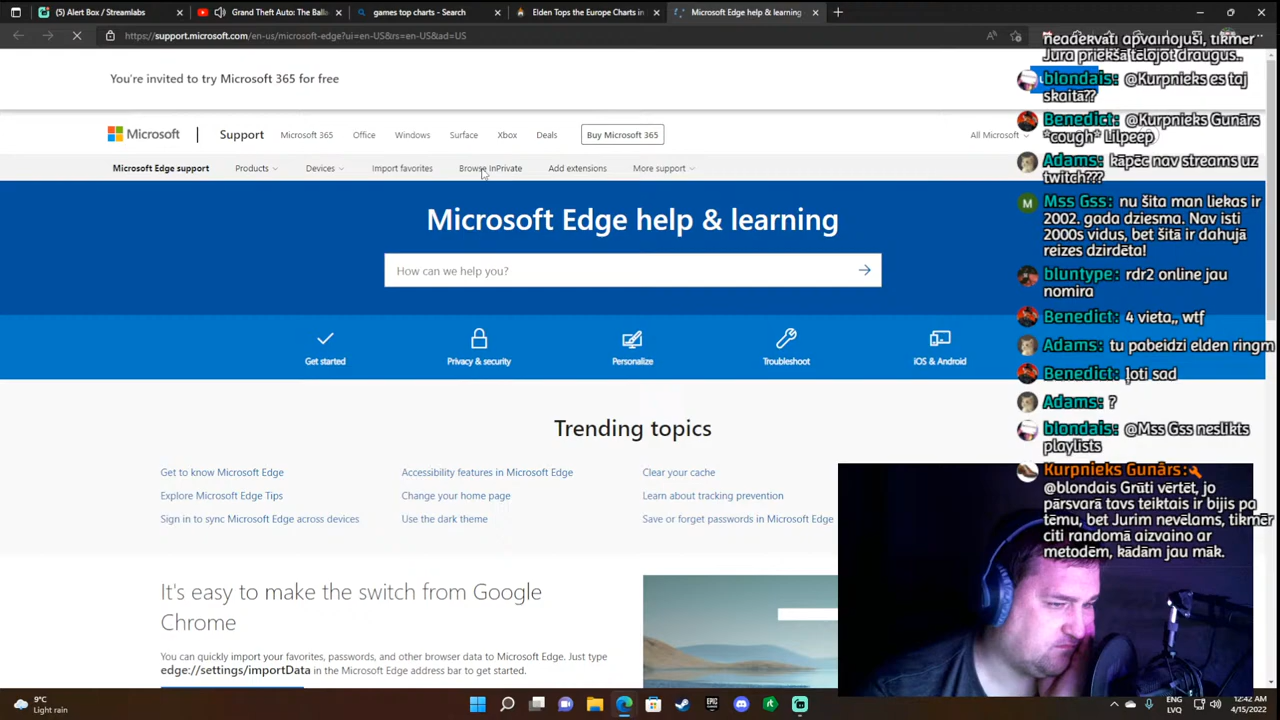 (5) Alert Box / Streamlabs
Grand Theft Auto: The Balle
games top charts - Search
Elden Tops the Europe Charts in
Microsoft Edge help & learning
https://support.microsoft.com/en-us/microsoft-edge?ui=en-US&rs=en-US&ad=US
You're invited to try Microsoft 365 for free
Microsoft
Support
Microsoft 365
Office
Windows
Surface
Xbox
Deals
Buy Microsoft 365
All Microsoft
Microsoft Edge support
Products
Devices
Import favorites
Browse InPrivate
Add extensions
More support
Microsoft Edge help & learning
How can we help you?
Get started
Privacy & security
Personalize
Troubleshoot
iOS & Android
Trending topics
Get to know Microsoft Edge
Accessibility features in Microsoft Edge
Clear your cache
Explore Microsoft Edge Tips
Change your home page
Learn about tracking prevention
Sign in to sync Microsoft Edge across devices
Use the dark theme
Save or forget passwords in Microsoft Edge
It's easy to make the switch from Google
Chrome
You can quickly import your favorites, passwords, and other browser data to Microsoft Edge. Just type
edge://settings/importData in the Microsoft Edge address bar to get started.
neadekvāti apvainojuši, tikmēr
Jura priekšā tēlojot draugus..
blondais: @Kurpnieks es taj
skaitā??
Benedict: @Kurpnieks Gunārs
*cough* Lilpeep
Adams: kāpēc nav streams uz
twitch???
M
Mss Gss: nu šita man liekas ir
2002. gada dziesma. Nav isti
2000s vidus, bet šitā ir dahujā
reizes dzirdēta!
bluntype: rdr2 online jau
nomira
Benedict: 4 vieta,, wtf
Adams: tu pabeidzi elden ringm
Benedict: ļoti sad
Adams: ?
blondais: @Mss Gss neslikts
playlists
Kurpnieks Gunārs:
@blondais Grūti vērtēt, jo
pārsvarā tavs teiktais ir bijis pa
tēmu, bet Jurim nevēlams, tikmēr
citi randomā aizvaino ar
metodēm, kādām jau māk.
9°C
Light rain
ENG
LVQ
12:42 AM
4/15/2022